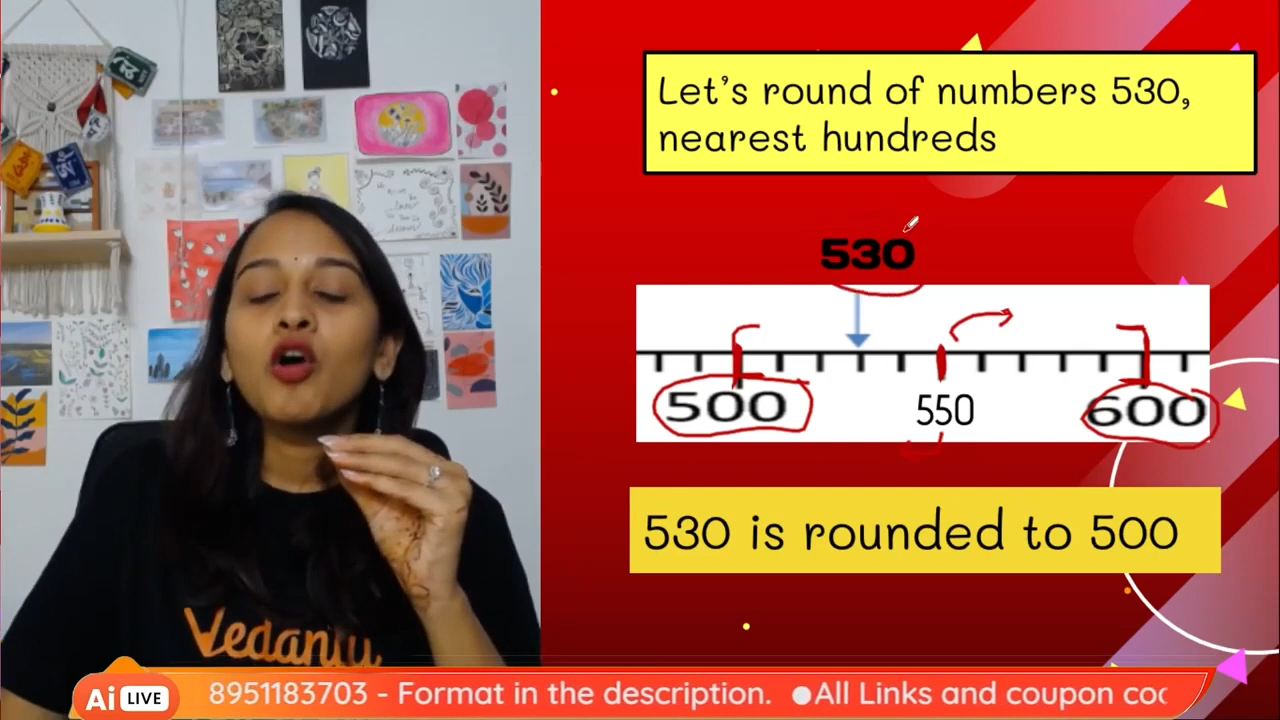 Let's round of numbers 530,
nearest hundreds
530
500 550 600
530 is rounded to 500
Vedantu
Ai LIVE 8951183703 - Format in the description. ●All Links and coupon coc